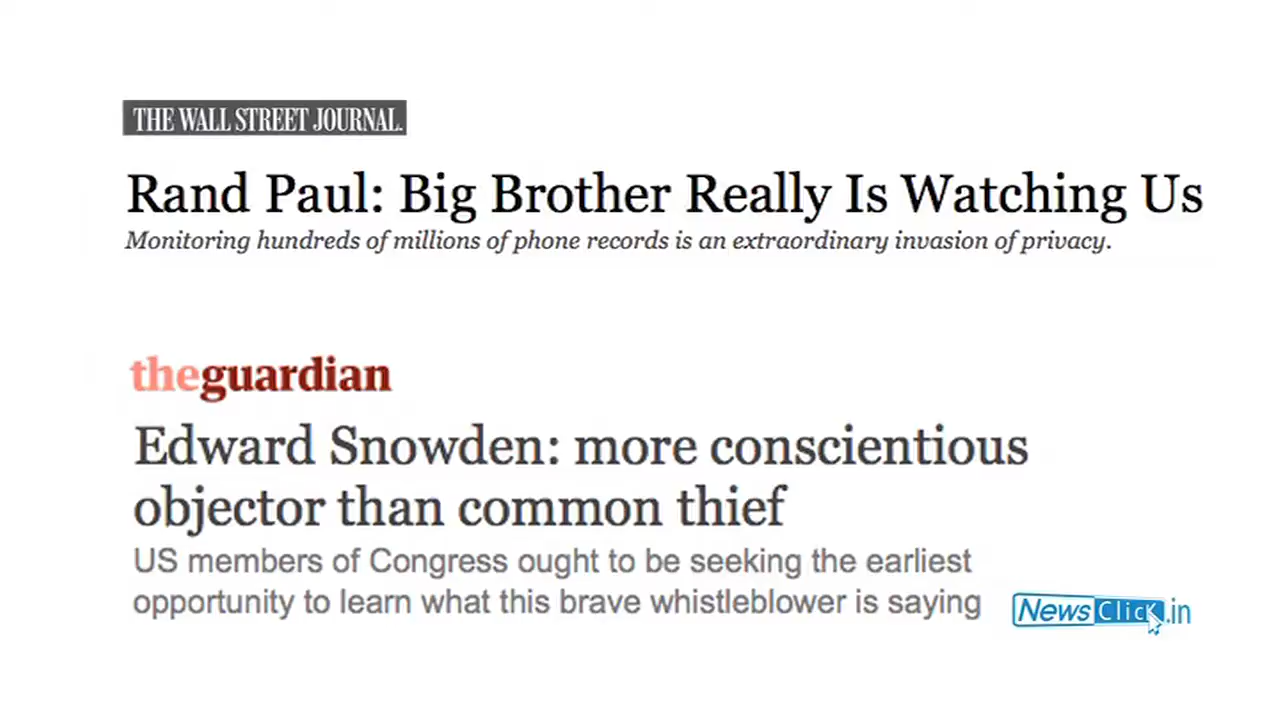 THE WALL STREET JOURNAL.
Rand Paul: Big Brother Really Is Watching Us
Monitoring hundreds of millions of phone records is an extraordinary invasion of privacy.
theguardian
Edward Snowden: more conscientious
objector than common thief
US members of Congress ought to be seeking the earliest
opportunity to learn what this brave whistleblower is saying
NewsClick.in